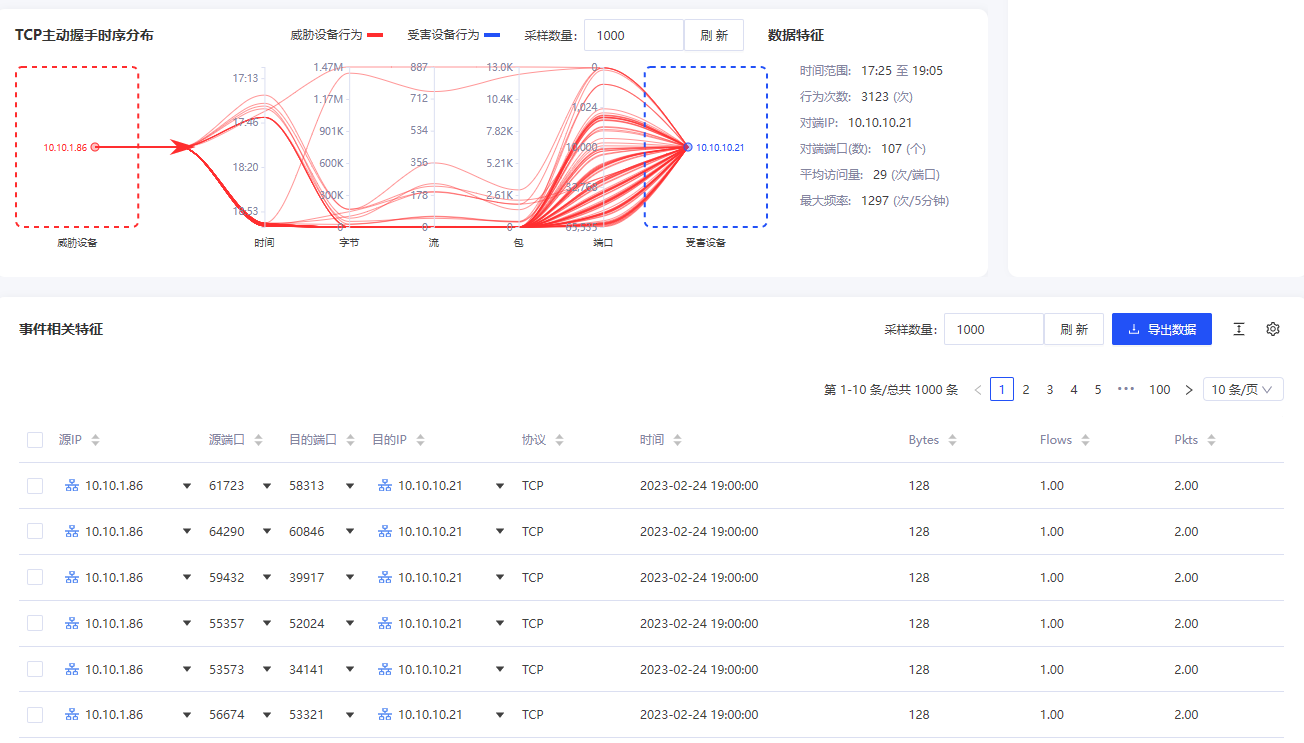 TCP主动握手时序分布 威胁设备行为 受害设备行为 采样数量: 1000 刷 新 数据特征
时间范围: 17:25 至 19:05
行为次数: 3123 (次)
对端IP: 10.10.10.21
对端端口(数): 107 (个)
平均访问量: 29 (次/端口)
最大频率: 1297 (次/5分钟)
17:13 1.47M 887 13.0K 0
17:46 1.17M 712 10.4K 1,024
901K 534 7.82K
10.10.1.86 10.10.10.21
18:20 600K 356 5.21K
300K 178 2.61K 32,768
18:53 0 0 0 65,535
威胁设备 时间 字节 流 包 端口 受害设备
事件相关特征 采样数量: 1000 刷 新 导出数据
第 1-10 条/总共 1000 条 < 1 2 3 4 5 ••• 100 > 10 条/页
源IP 源端口 目的端口 目的IP 协议 时间 Bytes Flows Pkts
10.10.1.86 61723 58313 10.10.10.21 TCP 2023-02-24 19:00:00 128 1.00 2.00
10.10.1.86 64290 60846 10.10.10.21 TCP 2023-02-24 19:00:00 128 1.00 2.00
10.10.1.86 59432 39917 10.10.10.21 TCP 2023-02-24 19:00:00 128 1.00 2.00
10.10.1.86 55357 52024 10.10.10.21 TCP 2023-02-24 19:00:00 128 1.00 2.00
10.10.1.86 53573 34141 10.10.10.21 TCP 2023-02-24 19:00:00 128 1.00 2.00
10.10.1.86 56674 53321 10.10.10.21 TCP 2023-02-24 19:00:00 128 1.00 2.00